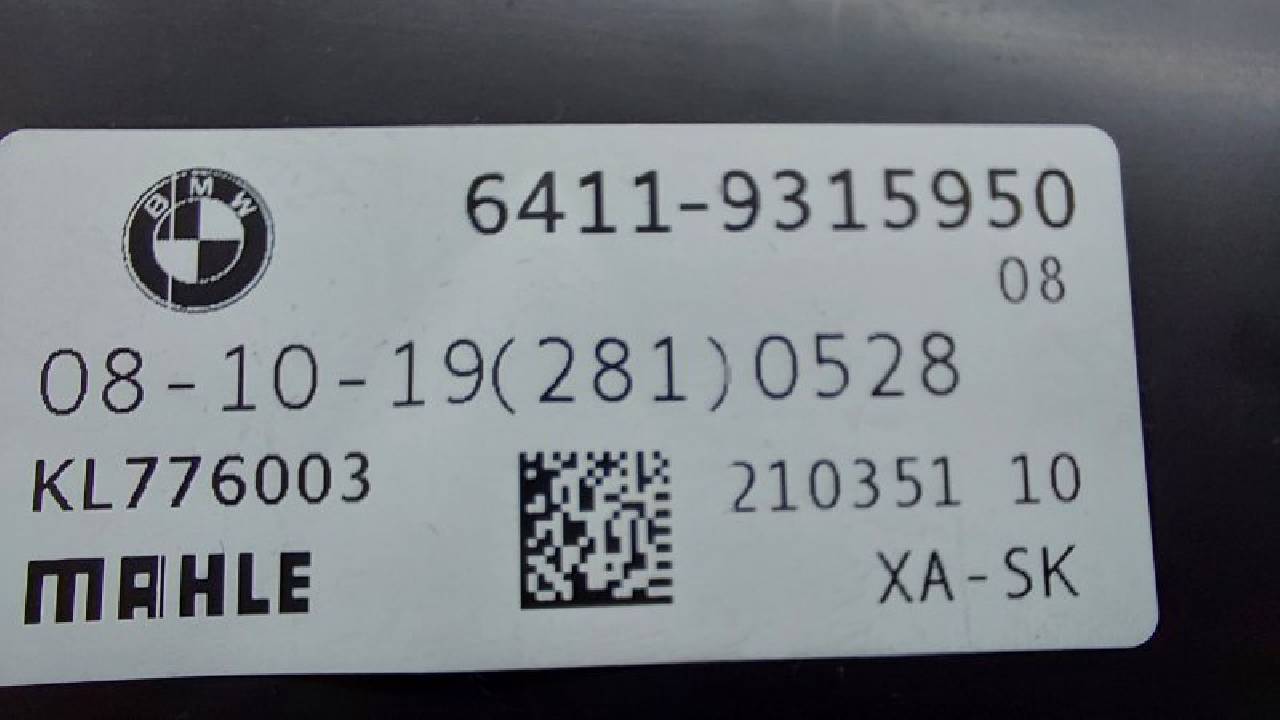 BMW 6411-9315950
08
08-10-19(281)0528
KL776003 210351 10
MAHLE XA-SK